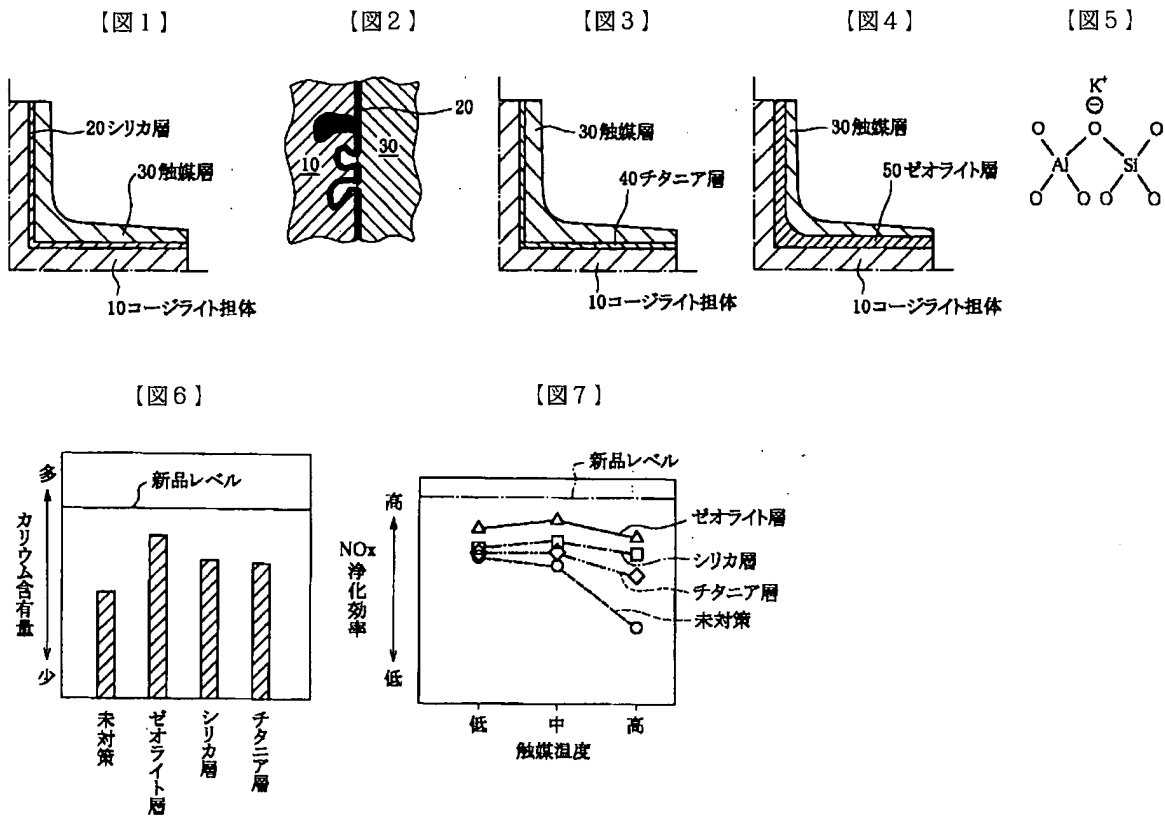 【図1】
20シリカ層
30触媒層
10コージライト担体
【図2】
20
10
30
【図3】
30触媒層
40チタニア層
10コージライト担体
【図4】
30触媒層
50ゼオライト層
10コージライト担体
【図5】
K+
⊖
O
O
O
Al
Si
O
O
O
O
【図6】
多
カリウム含有量
少
新品レベル
未対策
ゼオライト層
シリカ層
チタニア層
【図7】
新品レベル
高
NOx
浄化効率
低
ゼオライト層
シリカ層
チタニア層
未対策
低
中
高
触媒温度